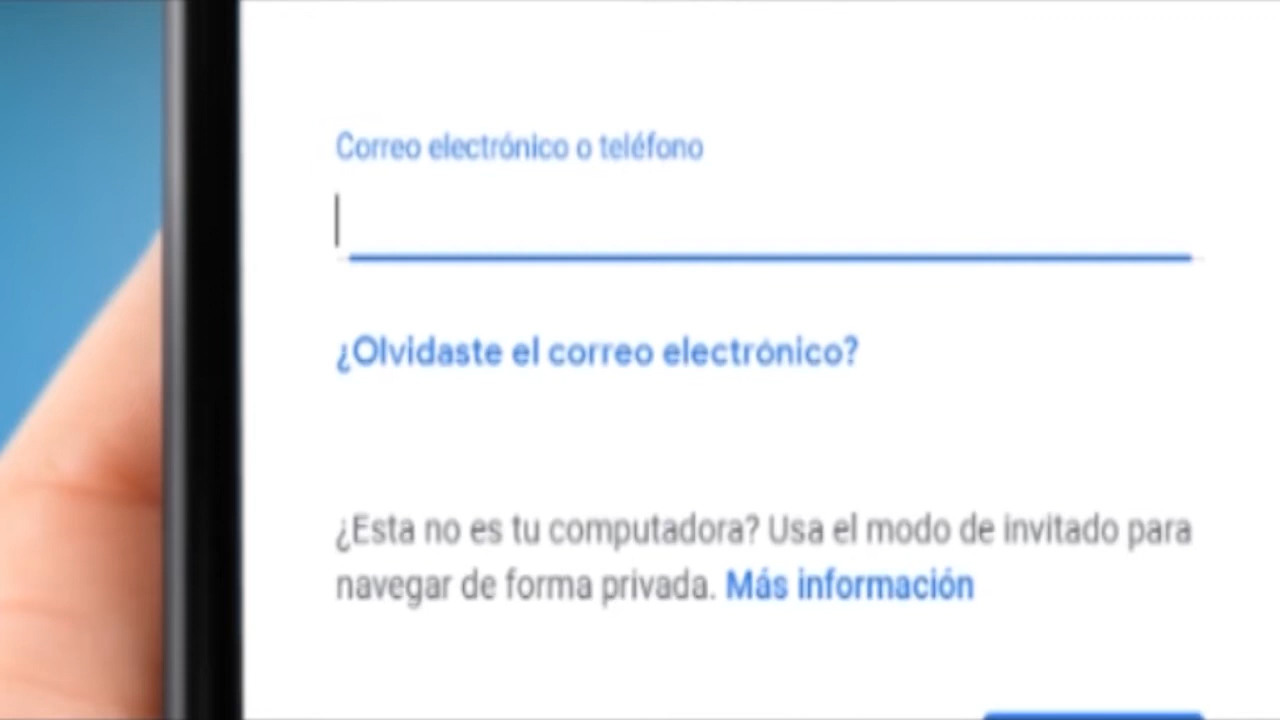 Correo electrónico o teléfono
¿Olvidaste el correo electrónico?
¿Esta no es tu computadora? Usa el modo de invitado para
navegar de forma privada. Más información